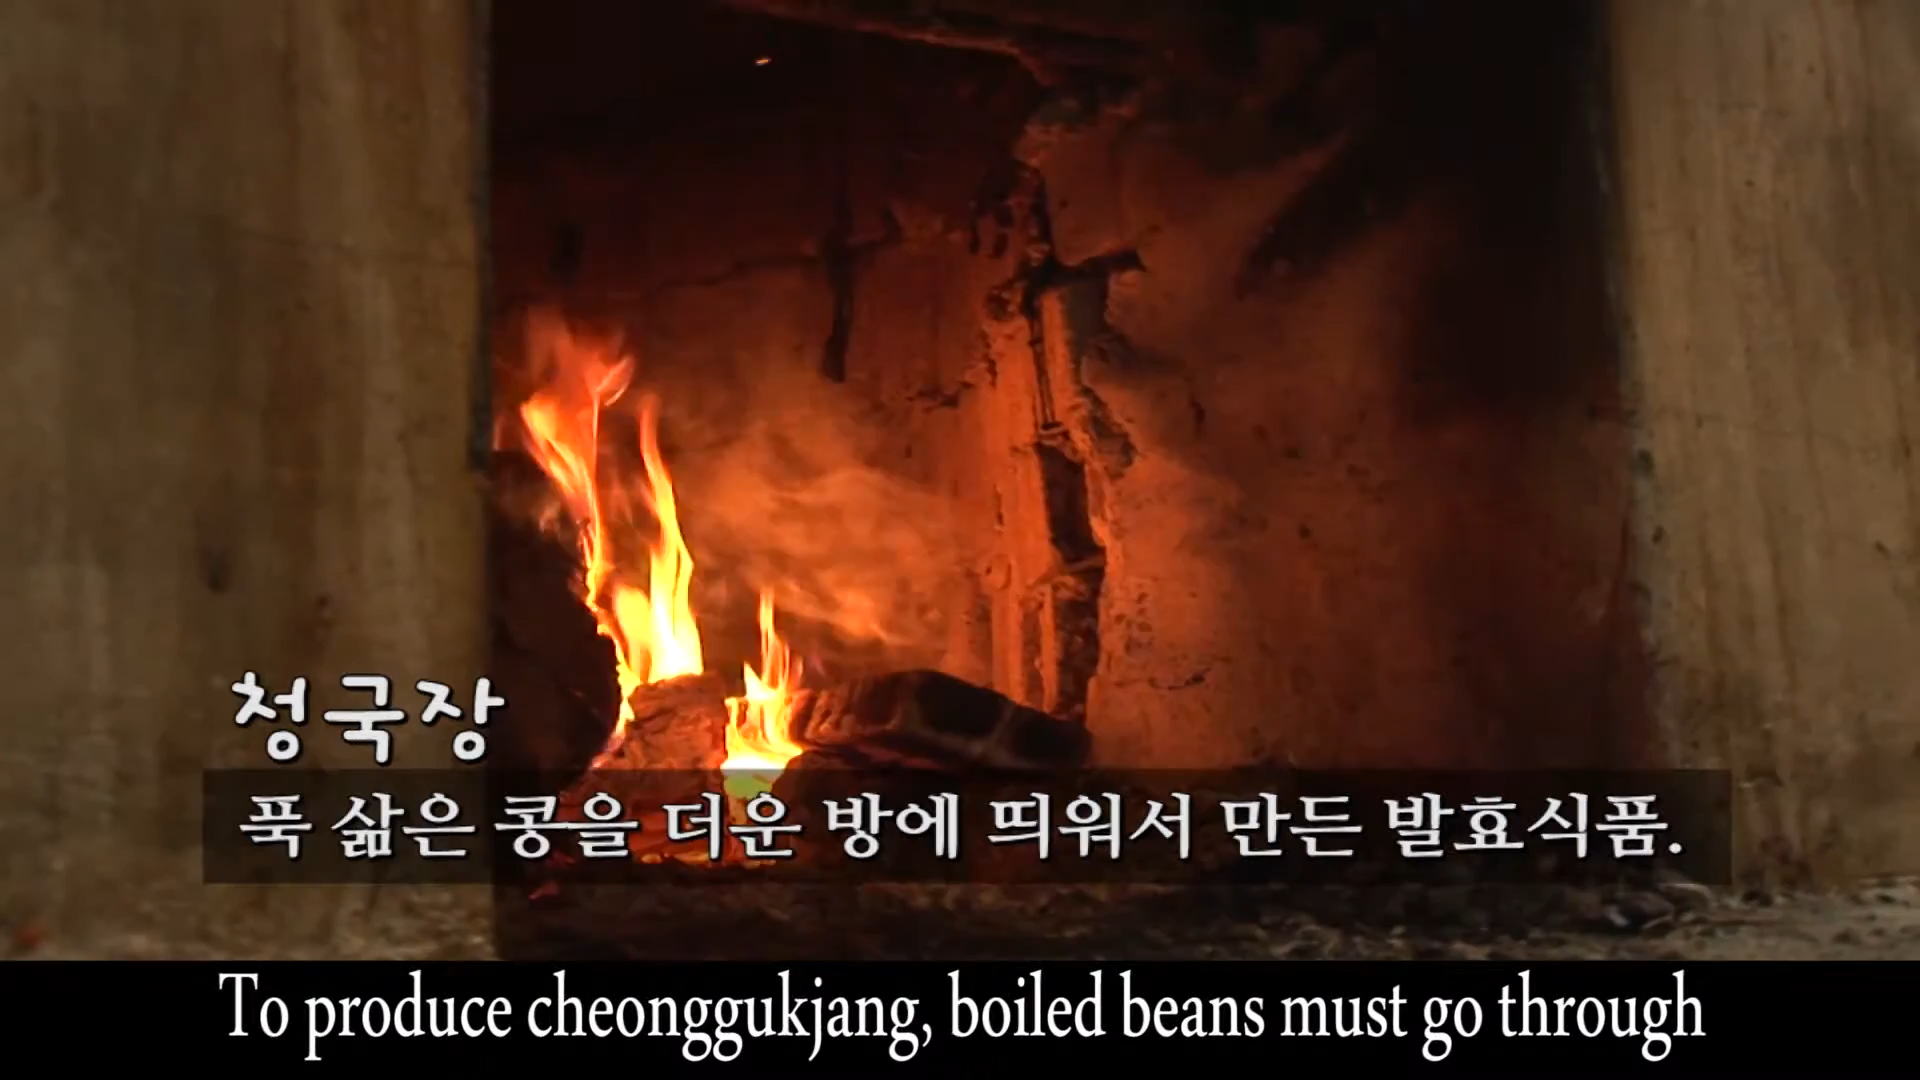 청국장
푹 삶은 콩을 더운 방에 띄워서 만든 발효식품.
To produce cheonggukjang, boiled beans must go through